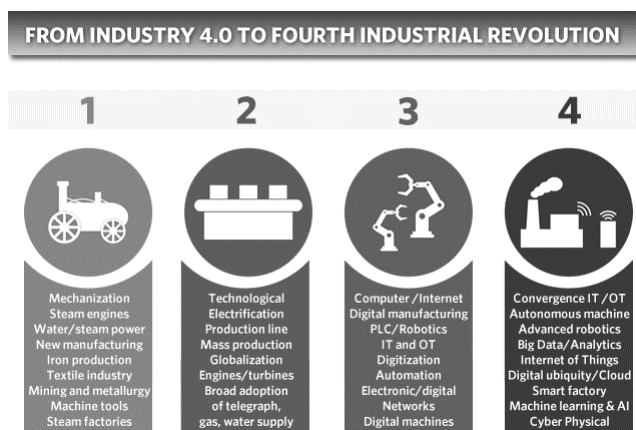 FROM INDUSTRY 4.0 TO FOURTH INDUSTRIAL REVOLUTION
1
2
3
4
Mechanization
Steam engines
Water/steam power
New manufacturing
Iron production
Textile industry
Mining and metallurgy
Machine tools
Steam factories
Technological
Electrification
Production line
Mass production
Globalization
Engines/turbines
Broad adoption
of telegraph,
gas, water supply
Computer /Internet
Digital manufacturing
PLC/Robotics
IT and OT
Digitization
Automation
Electronic/digital
Networks
Digital machines
Convergence IT /OT
Autonomous machine
Advanced robotics
Big Data/Analytics
Internet of Things
Digital ubiquity/Cloud
Smart factory
Machine learning & AI
Cyber Physical